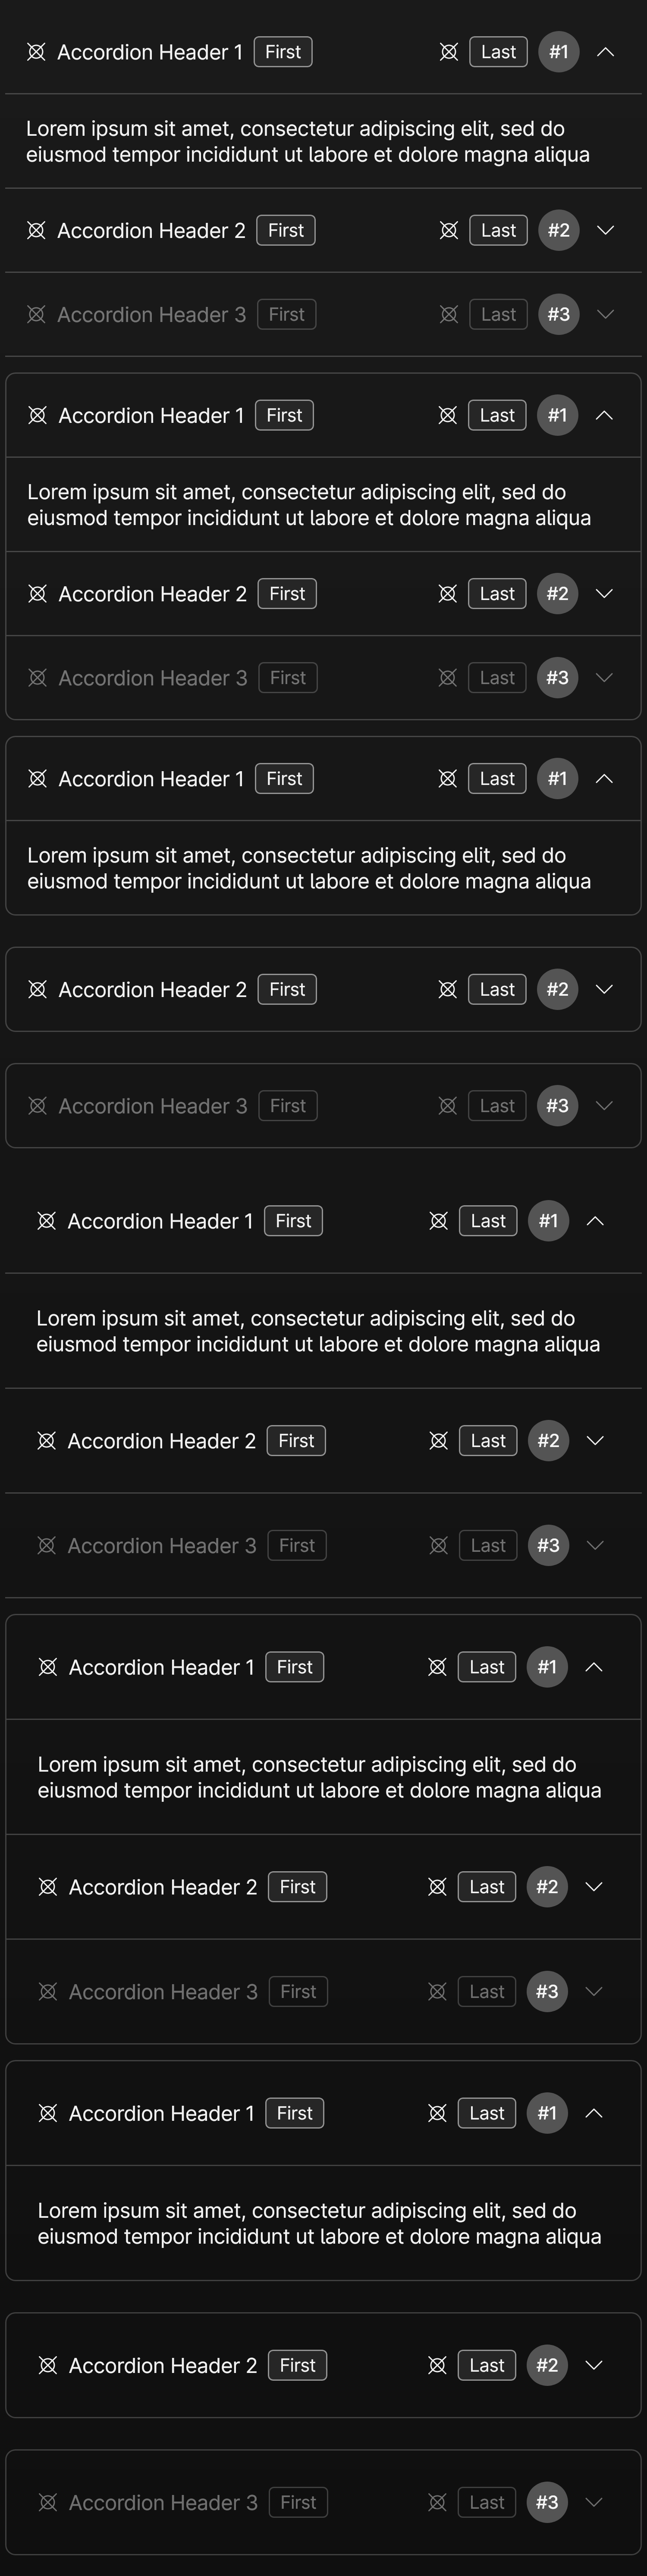 Accordion Header 1 First Last #1
Lorem ipsum sit amet, consectetur adipiscing elit, sed do
eiusmod tempor incididunt ut labore et dolore magna aliqua
Accordion Header 2 First Last #2
Accordion Header 3 First Last #3
Accordion Header 1 First Last #1
Lorem ipsum sit amet, consectetur adipiscing elit, sed do
eiusmod tempor incididunt ut labore et dolore magna aliqua
Accordion Header 2 First Last #2
Accordion Header 3 First Last #3
Accordion Header 1 First Last #1
Lorem ipsum sit amet, consectetur adipiscing elit, sed do
eiusmod tempor incididunt ut labore et dolore magna aliqua
Accordion Header 2 First Last #2
Accordion Header 3 First Last #3
Accordion Header 1 First Last #1
Lorem ipsum sit amet, consectetur adipiscing elit, sed do
eiusmod tempor incididunt ut labore et dolore magna aliqua
Accordion Header 2 First Last #2
Accordion Header 3 First Last #3
Accordion Header 1 First Last #1
Lorem ipsum sit amet, consectetur adipiscing elit, sed do
eiusmod tempor incididunt ut labore et dolore magna aliqua
Accordion Header 2 First Last #2
Accordion Header 3 First Last #3
Accordion Header 1 First Last #1
Lorem ipsum sit amet, consectetur adipiscing elit, sed do
eiusmod tempor incididunt ut labore et dolore magna aliqua
Accordion Header 2 First Last #2
Accordion Header 3 First Last #3